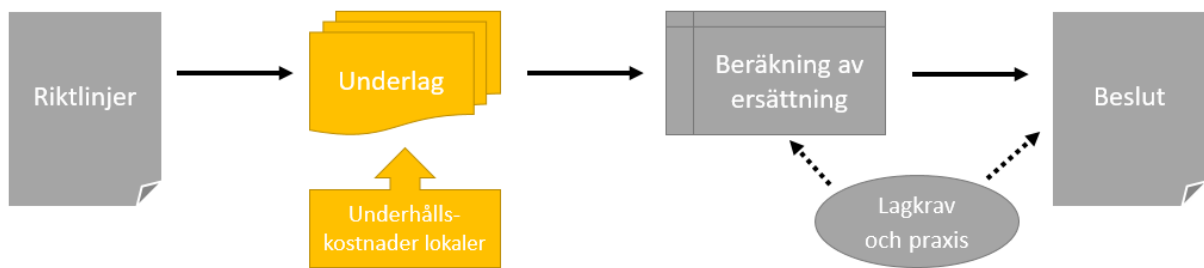 Riktlinjer
Underlag
Beräkning av
ersättning
Beslut
Underhålls-
kostnader lokaler
Lagkrav
och praxis